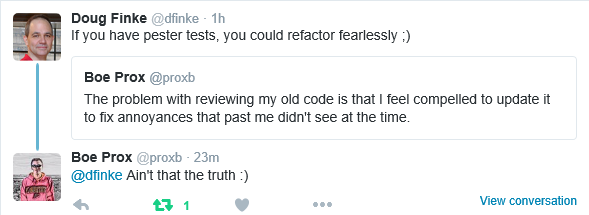 Doug Finke @dfinke · 1h
If you have pester tests, you could refactor fearlessly ;)
Boe Prox @proxb
The problem with reviewing my old code is that I feel compelled to update it
to fix annoyances that past me didn't see at the time.
Boe Prox @proxb · 23m
@dfinke Ain't that the truth :)
1
View conversation